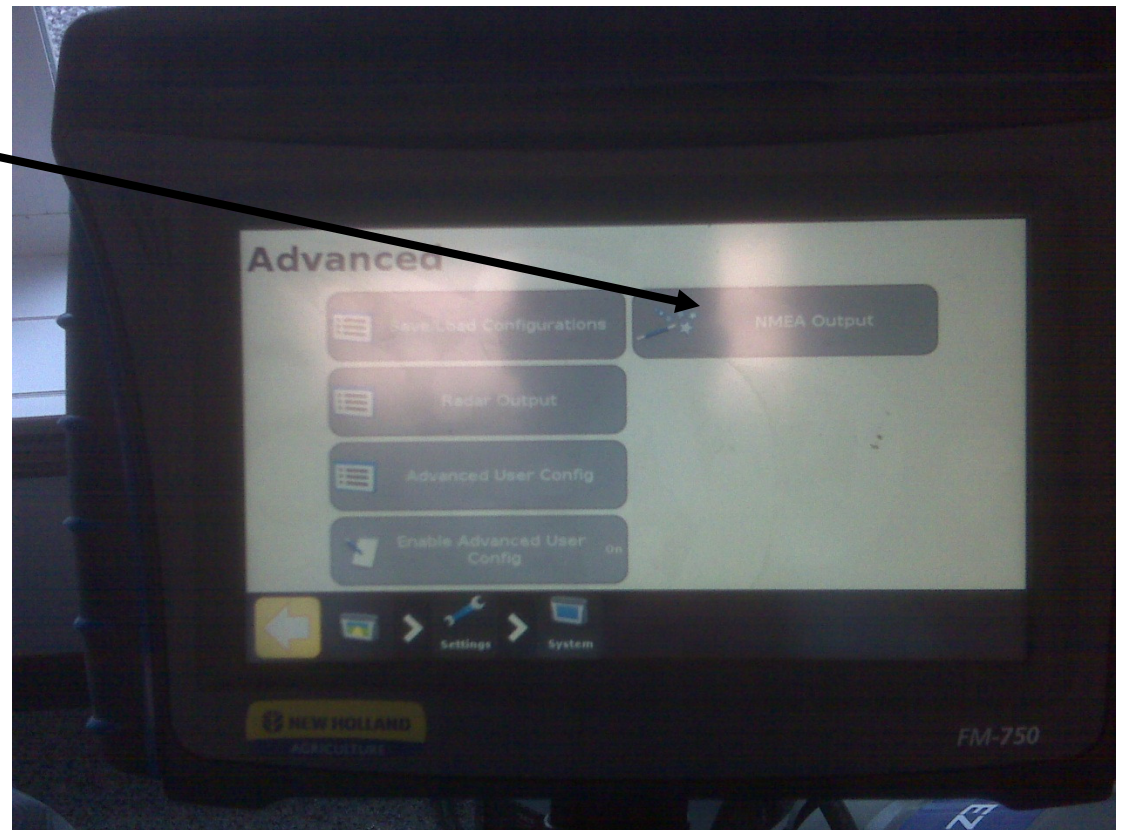 Advanced
Save Load Configurations
NMEA Output
Radar Output
Advanced User Config
Enable Advanced User
Config
On
Settings
System
NEW HOLLAND
AGRICULTURE
FM-750